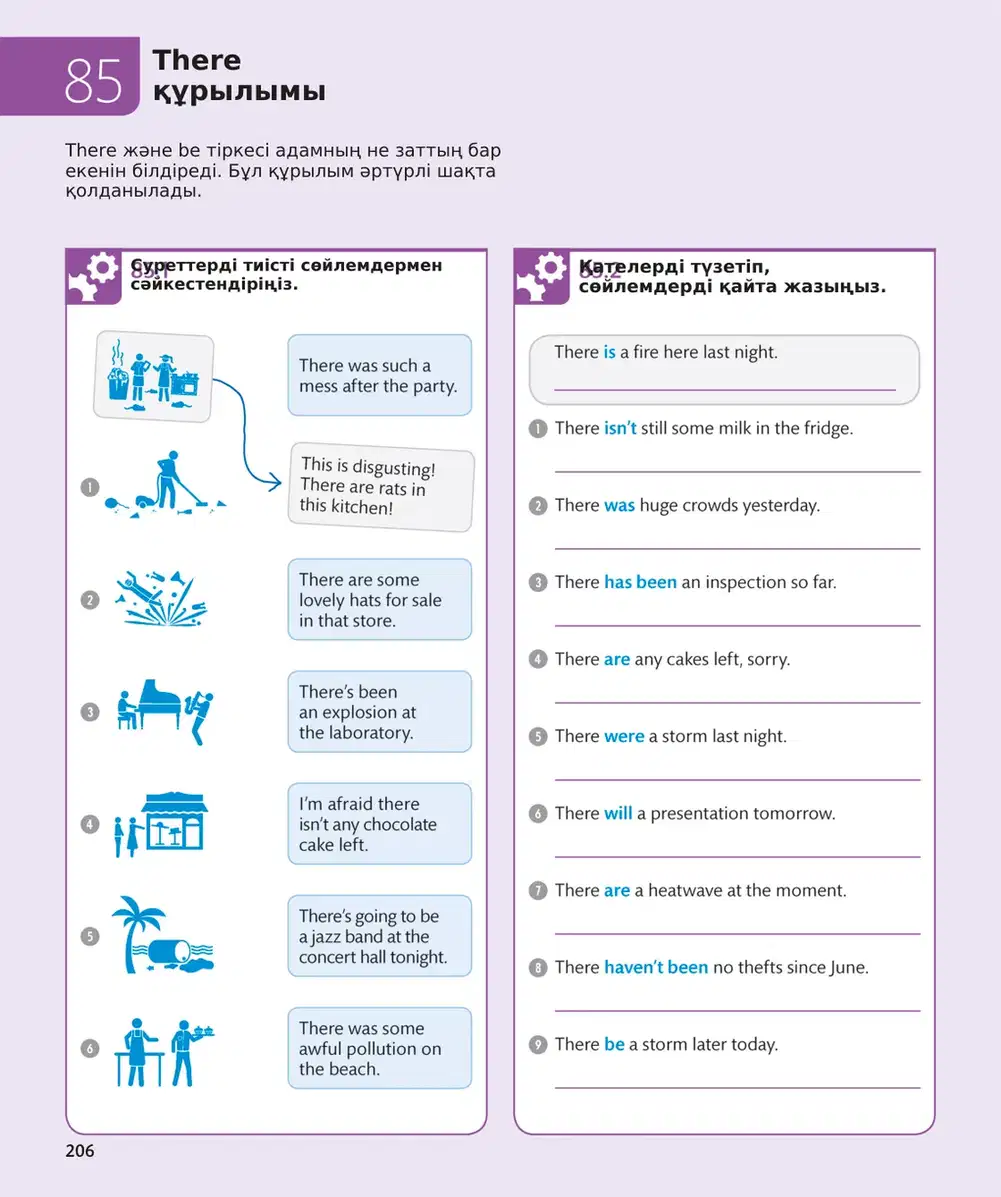 85
There
құрылымы
There және be тіркесі адамның не заттың бар
екенін білдіреді. Бұл құрылым әртүрлі шақта
қолданылады.
85.1
Суреттерді тиісті сөйлемдермен
сәйкестендіріңіз.
There was such a
mess after the party.
This is disgusting!
There are rats in
this kitchen!
1
2
There are some
lovely hats for sale
in that store.
3
There's been
an explosion at
the laboratory.
4
I'm afraid there
isn't any chocolate
cake left.
5
There's going to be
a jazz band at the
concert hall tonight.
6
There was some
awful pollution on
the beach.
85.2
Қателерді түзетіп,
сөйлемдерді қайта жазыңыз.
There is a fire here last night.
1 There isn't still some milk in the fridge.
2 There was huge crowds yesterday.
3 There has been an inspection so far.
4 There are any cakes left, sorry.
5 There were a storm last night.
6 There will a presentation tomorrow.
7 There are a heatwave at the moment.
8 There haven't been no thefts since June.
9 There be a storm later today.
206